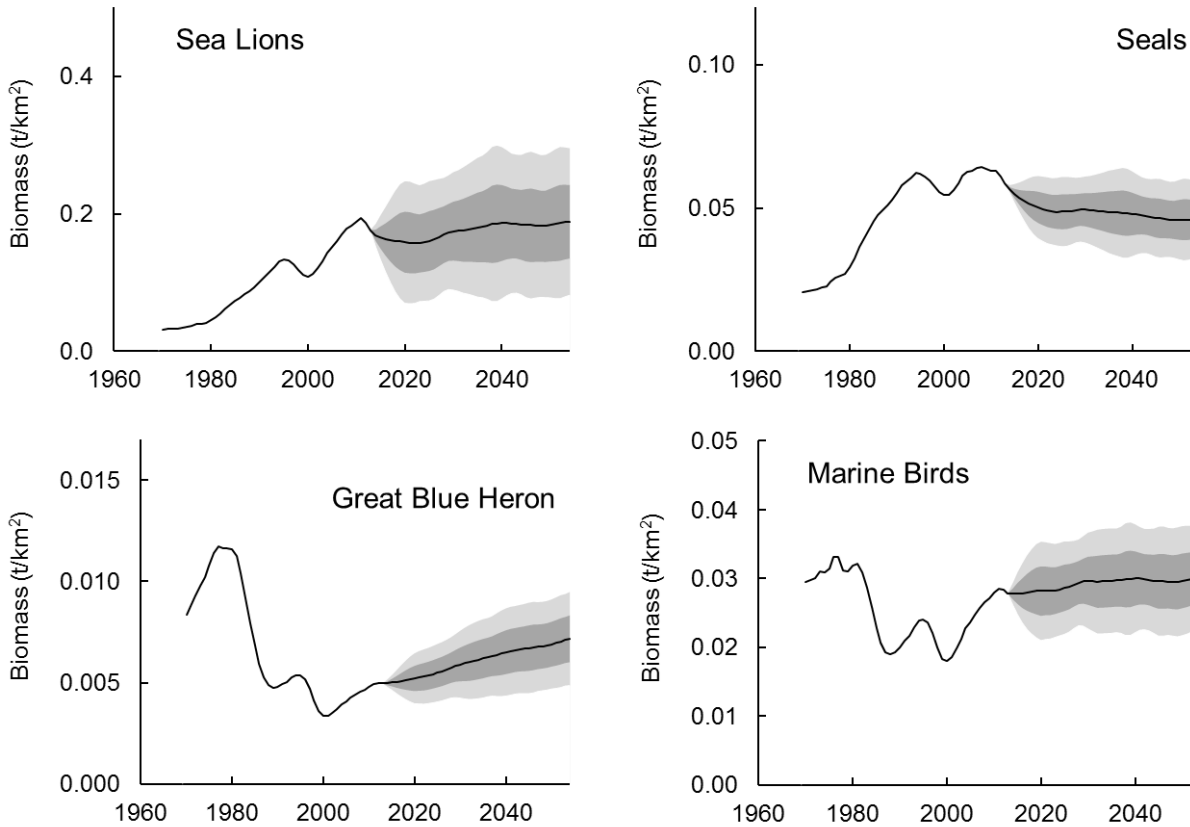 Sea Lions
Biomass (t/km²)
0.4
0.2
0.0
1960 1980 2000 2020 2040
Seals
Biomass (t/km²)
0.10
0.05
0.00
1960 1980 2000 2020 2040
Great Blue Heron
Biomass (t/km²)
0.015
0.010
0.005
0.000
1960 1980 2000 2020 2040
Marine Birds
Biomass (t/km²)
0.05
0.04
0.03
0.02
0.01
0.00
1960 1980 2000 2020 2040